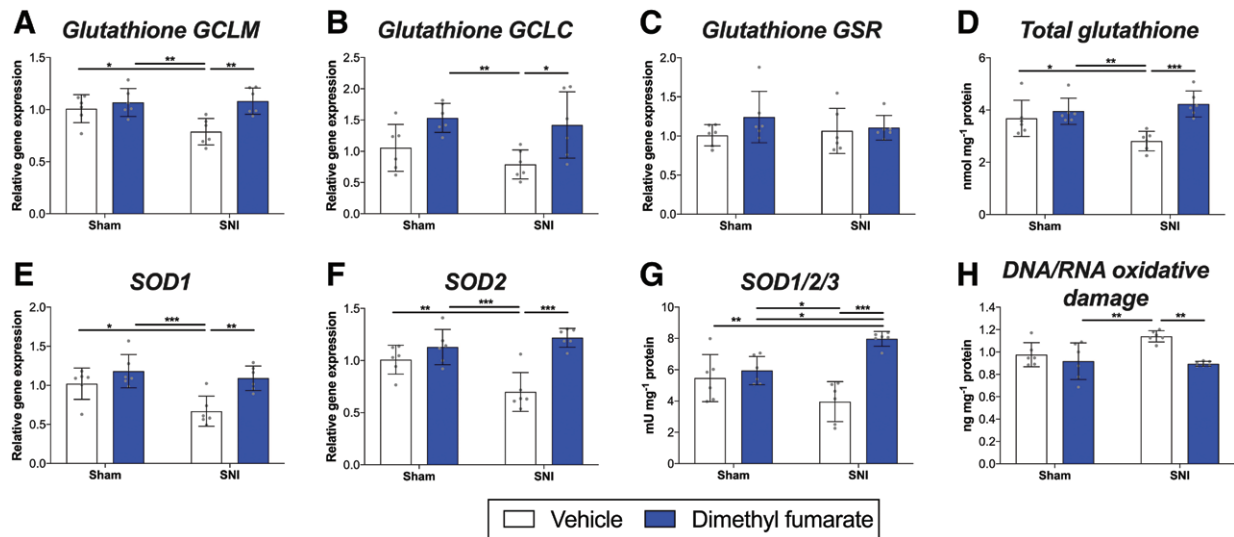 A Glutathione GCLM
Relative gene expression
1.5
1.0
0.5
0.0
* ** **
Sham SNI
B Glutathione GCLC
Relative gene expression
2.5
2.0
1.5
1.0
0.5
0.0
** *
Sham SNI
C Glutathione GSR
Relative gene expression
2.0
1.5
1.0
0.5
0.0
Sham SNI
D Total glutathione
nmol mg-1 protein
6
4
2
0
* ** ***
Sham SNI
E SOD1
Relative gene expression
2.0
1.5
1.0
0.5
0.0
* *** **
Sham SNI
F SOD2
Relative gene expression
1.5
1.0
0.5
0.0
** *** ***
Sham SNI
G SOD1/2/3
mU mg-1 protein
10
8
6
4
2
0
* ***
** *
Sham SNI
H DNA/RNA oxidative
damage
ng mg-1 protein
1.4
1.2
1.0
0.8
0.6
0.4
0.2
0.0
** **
Sham SNI
Vehicle Dimethyl fumarate